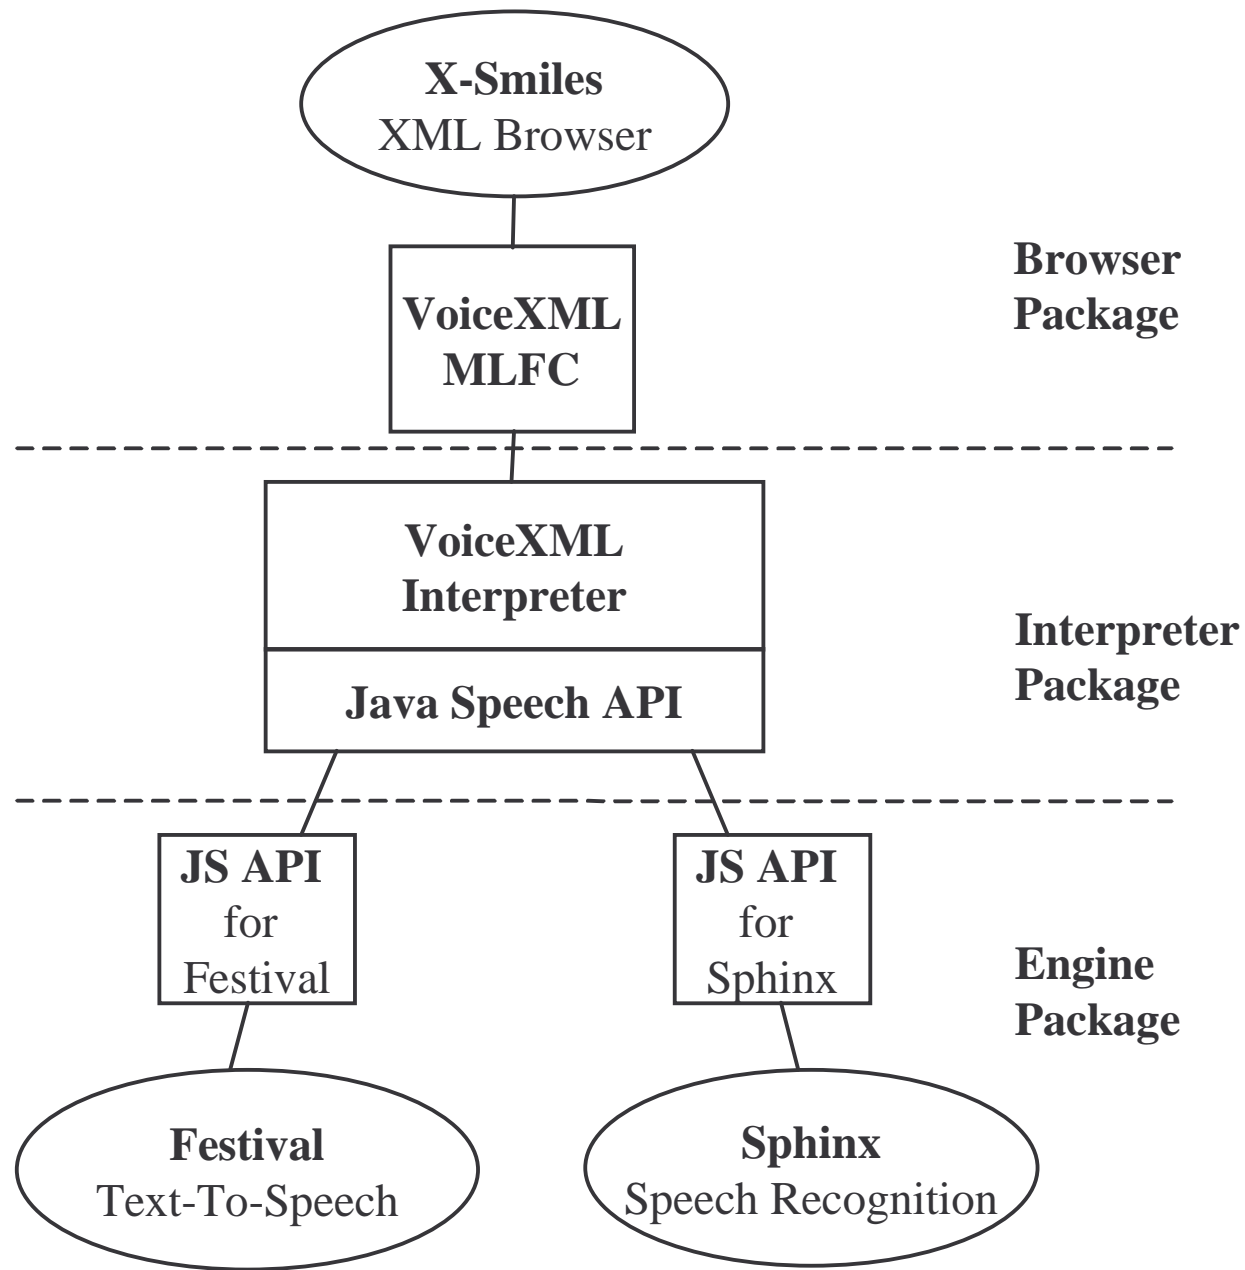 X-Smiles
XML Browser
VoiceXML
MLFC
Browser
Package
VoiceXML
Interpreter
Java Speech API
Interpreter
Package
JS API
for
Festival
JS API
for
Sphinx
Engine
Package
Festival
Text-To-Speech
Sphinx
Speech Recognition